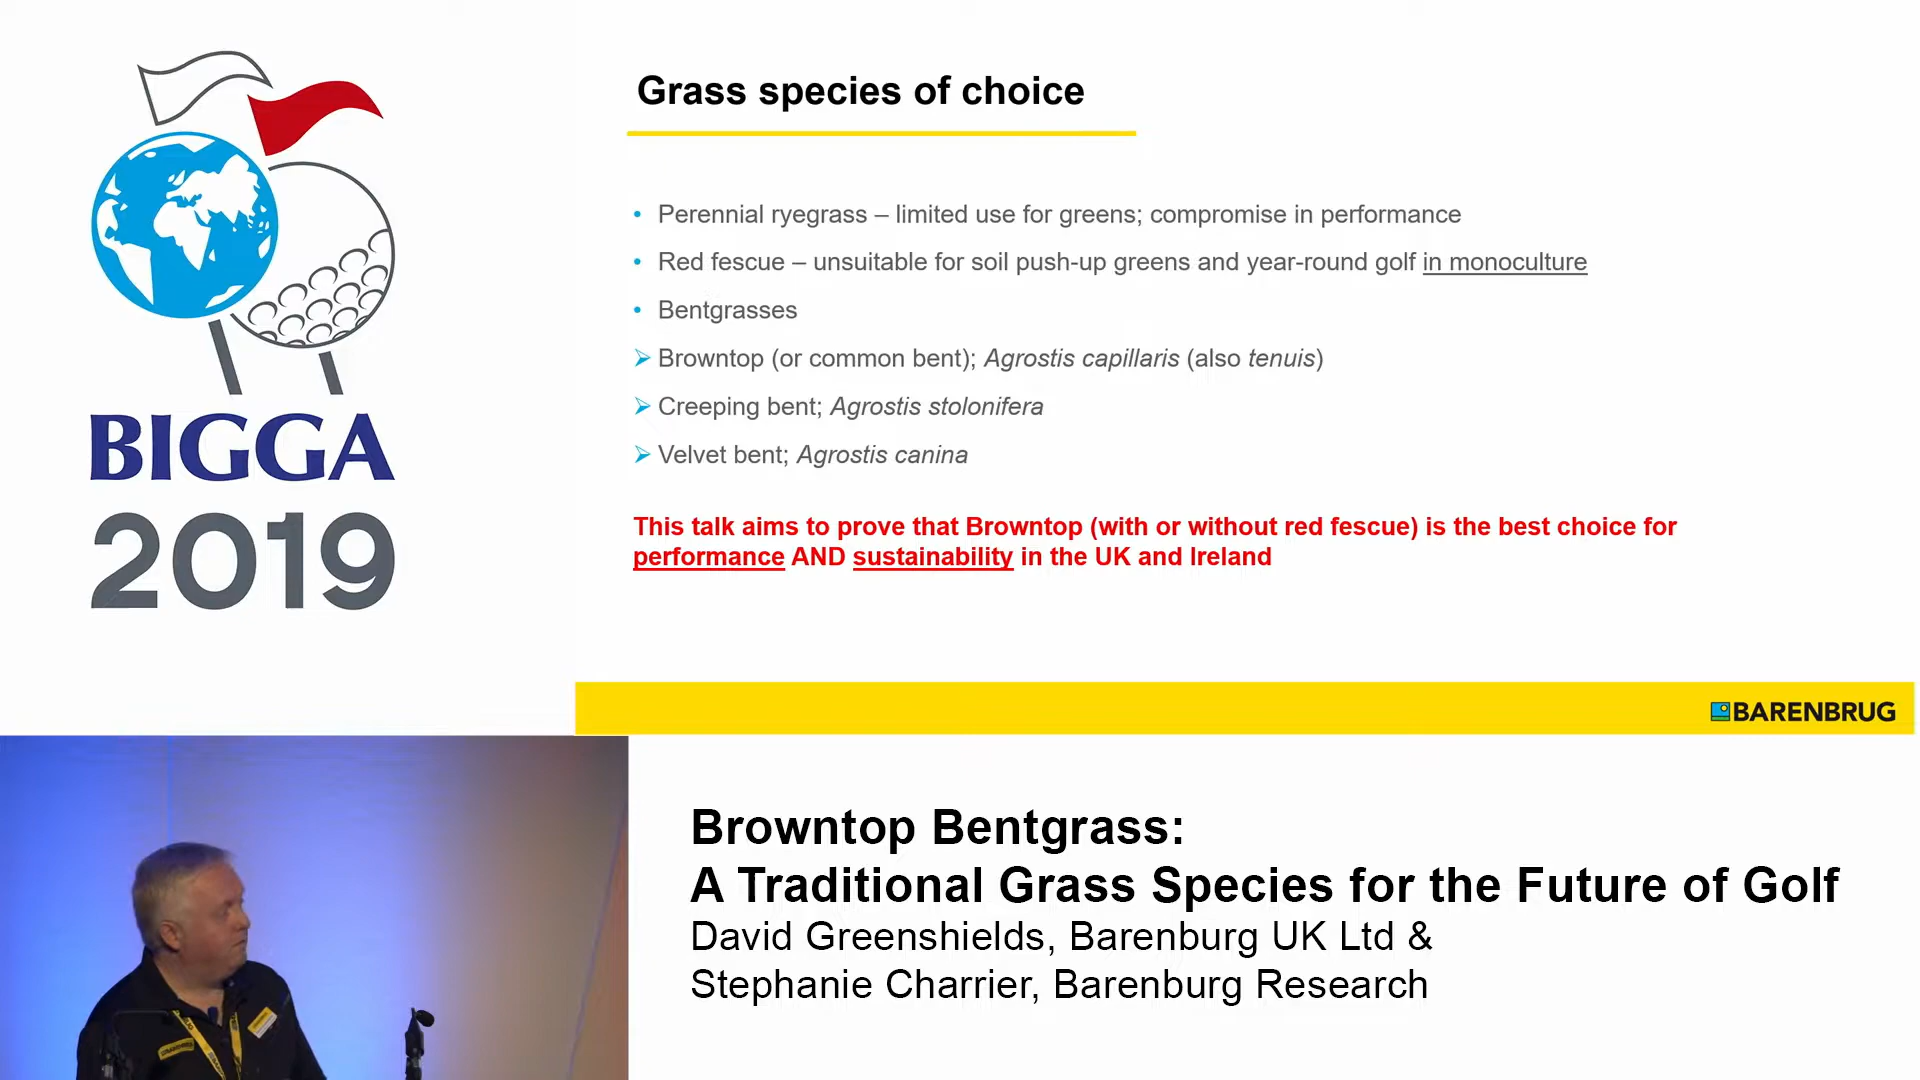 BIGGA
2019
Grass species of choice
• Perennial ryegrass – limited use for greens; compromise in performance
• Red fescue – unsuitable for soil push-up greens and year-round golf in monoculture
• Bentgrasses
➢ Browntop (or common bent); Agrostis capillaris (also tenuis)
➢ Creeping bent; Agrostis stolonifera
➢ Velvet bent; Agrostis canina
This talk aims to prove that Browntop (with or without red fescue) is the best choice for
performance AND sustainability in the UK and Ireland
BARENBRUG
Browntop Bentgrass:
A Traditional Grass Species for the Future of Golf
David Greenshields, Barenburg UK Ltd &
Stephanie Charrier, Barenburg Research